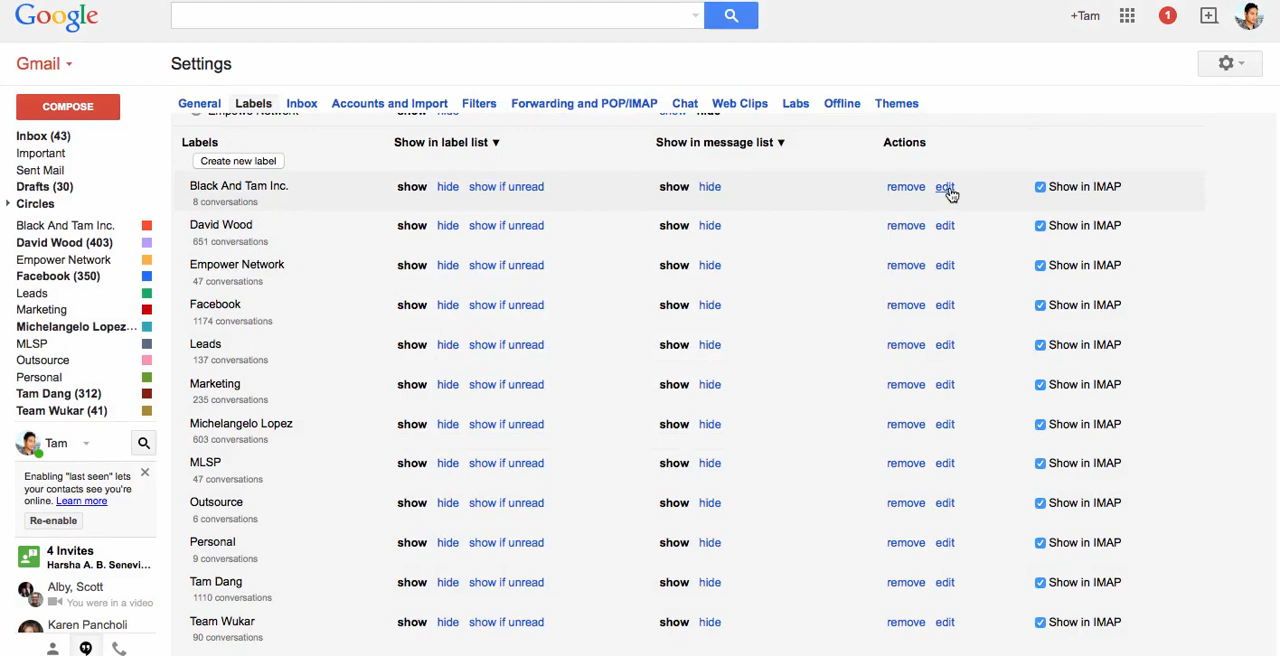 Google
+Tam
1
Gmail
Settings
COMPOSE
General Labels Inbox Accounts and Import Filters Forwarding and POP/IMAP Chat Web Clips Labs Offline Themes
Empower Network show hide show hide
Inbox (43)
Important
Sent Mail
Drafts (30)
Circles
Black And Tam Inc.
David Wood (403)
Empower Network
Facebook (350)
Leads
Marketing
Michelangelo Lopez...
MLSP
Outsource
Personal
Tam Dang (312)
Team Wukar (41)
Tam
Enabling "last seen" lets
your contacts see you're
online. Learn more
Re-enable
4 Invites
Harsha A. B. Senevi...
Alby, Scott
You were in a video
Karen Pancholi
Labels Show in label list ▼ Show in message list ▼ Actions
Create new label
Black And Tam Inc. show hide show if unread show hide remove edit Show in IMAP
8 conversations
David Wood show hide show if unread show hide remove edit Show in IMAP
651 conversations
Empower Network show hide show if unread show hide remove edit Show in IMAP
47 conversations
Facebook show hide show if unread show hide remove edit Show in IMAP
1174 conversations
Leads show hide show if unread show hide remove edit Show in IMAP
137 conversations
Marketing show hide show if unread show hide remove edit Show in IMAP
235 conversations
Michelangelo Lopez show hide show if unread show hide remove edit Show in IMAP
603 conversations
MLSP show hide show if unread show hide remove edit Show in IMAP
47 conversations
Outsource show hide show if unread show hide remove edit Show in IMAP
6 conversations
Personal show hide show if unread show hide remove edit Show in IMAP
9 conversations
Tam Dang show hide show if unread show hide remove edit Show in IMAP
1110 conversations
Team Wukar show hide show if unread show hide remove edit Show in IMAP
90 conversations